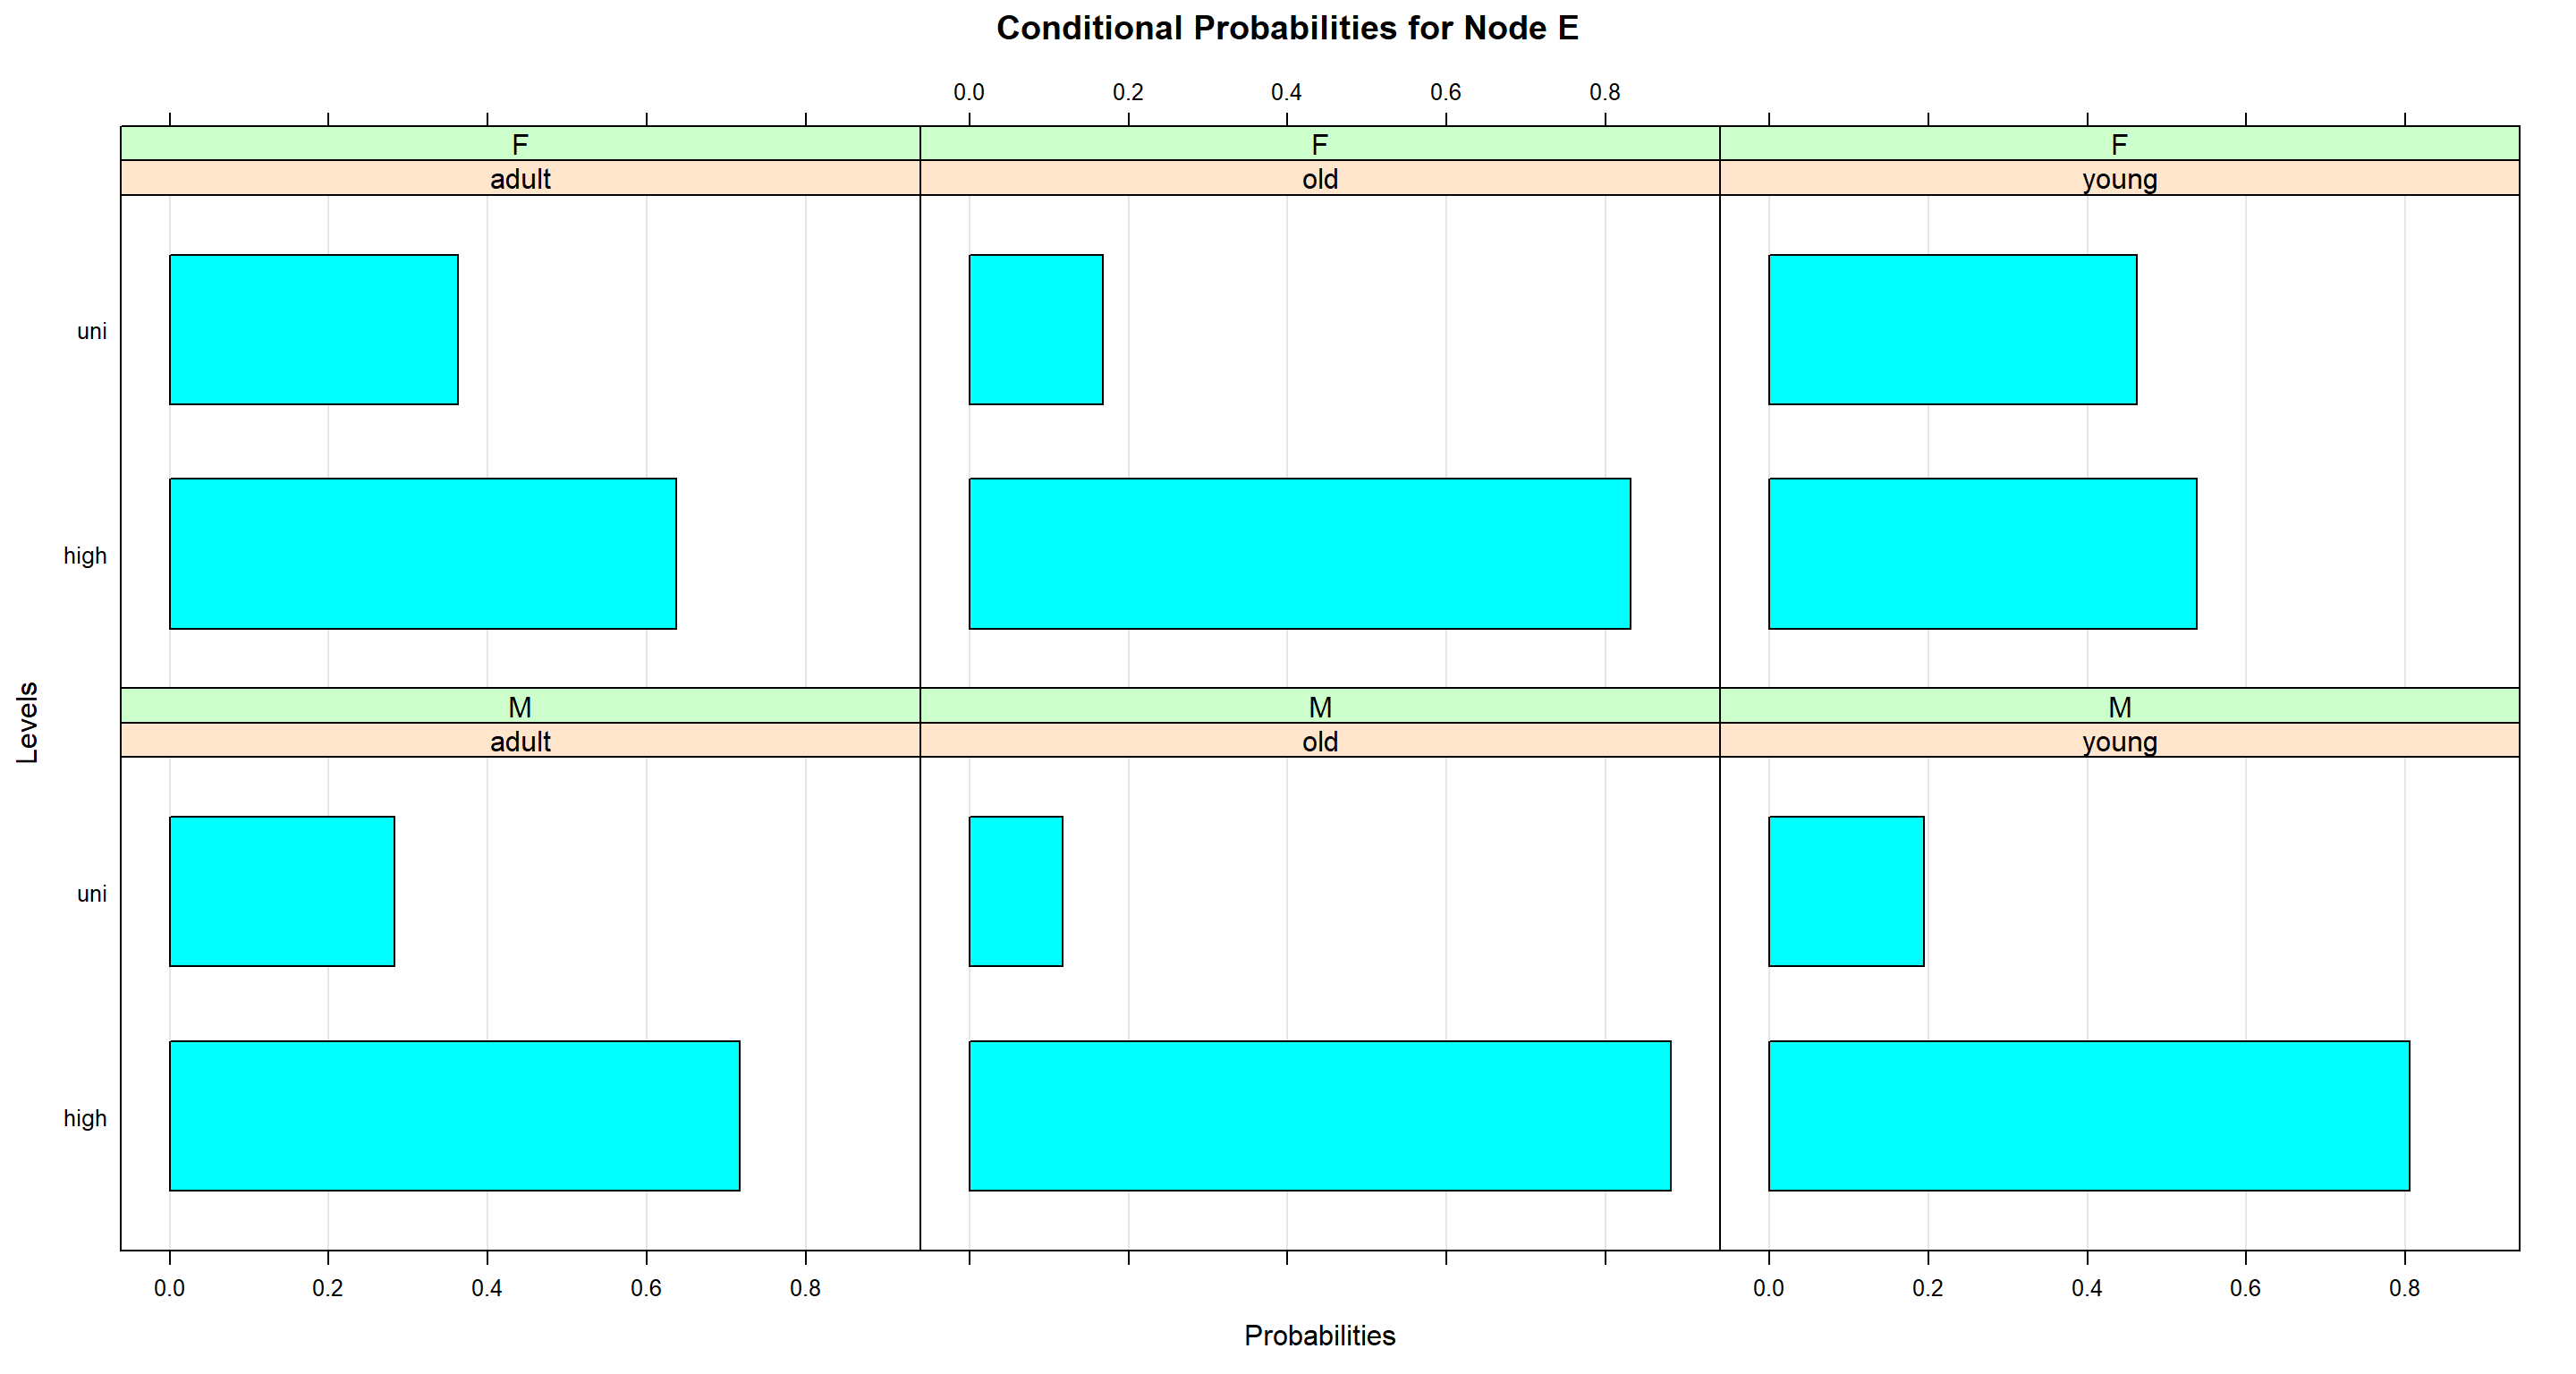 Conditional Probabilities for Node E
0.0 0.2 0.4 0.6 0.8
F F F
adult old young
uni
high
Levels
M M M
adult old young
uni
high
0.0 0.2 0.4 0.6 0.8 0.0 0.2 0.4 0.6 0.8
Probabilities